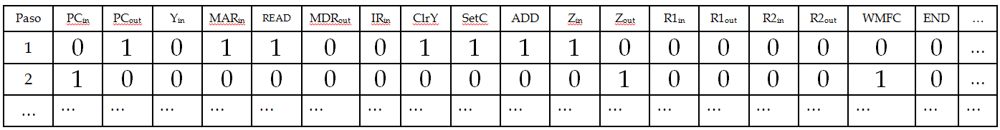 Paso PCin PCout Yin MARin READ MDRout IRin ClrY SetC ADD Zin Zout R1in R1out R2in R2out WMFC END …
1 0 1 0 1 1 0 0 1 1 1 1 0 0 0 0 0 0 0 …
2 1 0 0 0 0 0 0 0 0 0 0 1 0 0 0 0 1 0 …
… … … … … … … … … … … … … … … … … … … …